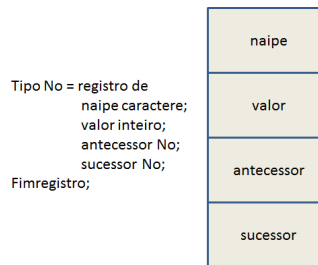 Tipo No = registro de
naipe caractere;
valor inteiro;
antecessor No;
sucessor No;
Fimregistro;
naipe
valor
antecessor
sucessor